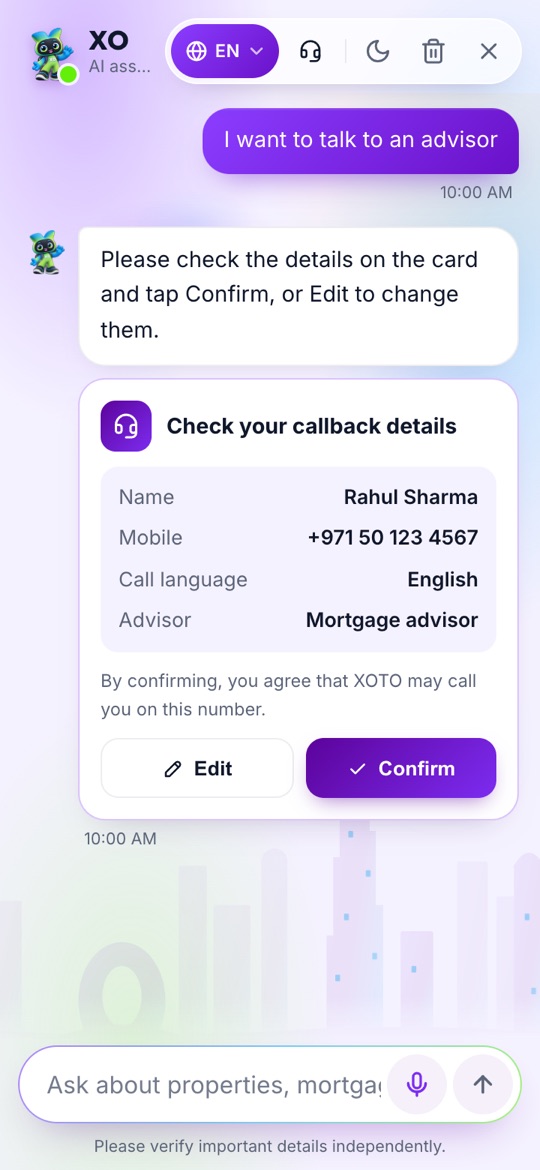 XO
AI ass...
EN
I want to talk to an advisor
10:00 AM
Please check the details on the card
and tap Confirm, or Edit to change
them.
Check your callback details
Name Rahul Sharma
Mobile +971 50 123 4567
Call language English
Advisor Mortgage advisor
By confirming, you agree that XOTO may call
you on this number.
Edit Confirm
10:00 AM
Ask about properties, mortga
Please verify important details independently.